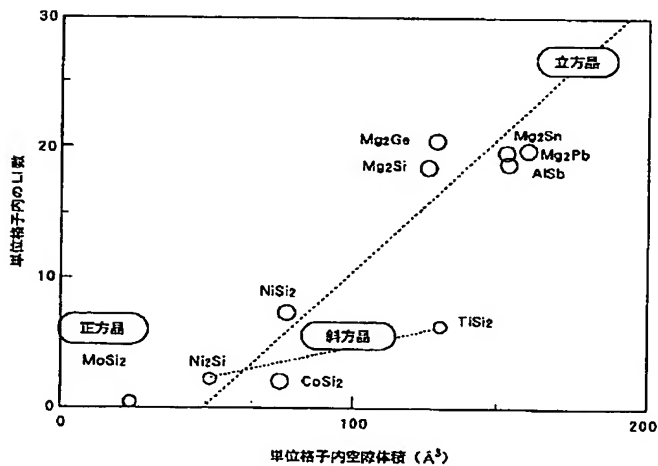 30
立方晶
Mg₂Ge
Mg₂Sn
20
Mg₂Pb
Mg₂Si
AlSb
単位格子内のLI数
10
NiSi₂
正方晶
斜方晶
TiSi₂
MoSi₂
Ni₂Si
CoSi₂
0
0
100
200
単位格子内空隙体積(Å³)